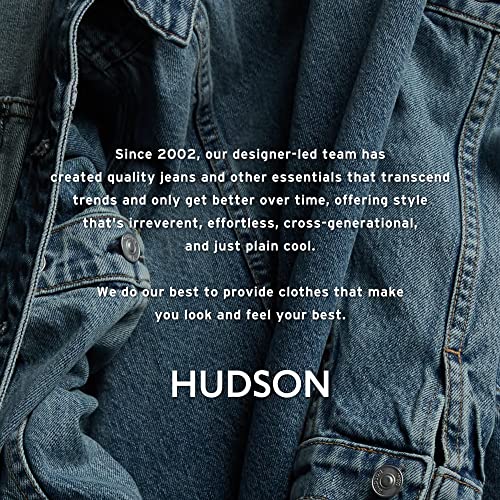 Since 2002, our designer-led team has
created quality jeans and other essentials that transcend
trends and only get better over time, offering style
that's irreverent, effortless, cross-generational,
and just plain cool.
We do our best to provide clothes that make
you look and feel your best.
HUDSON